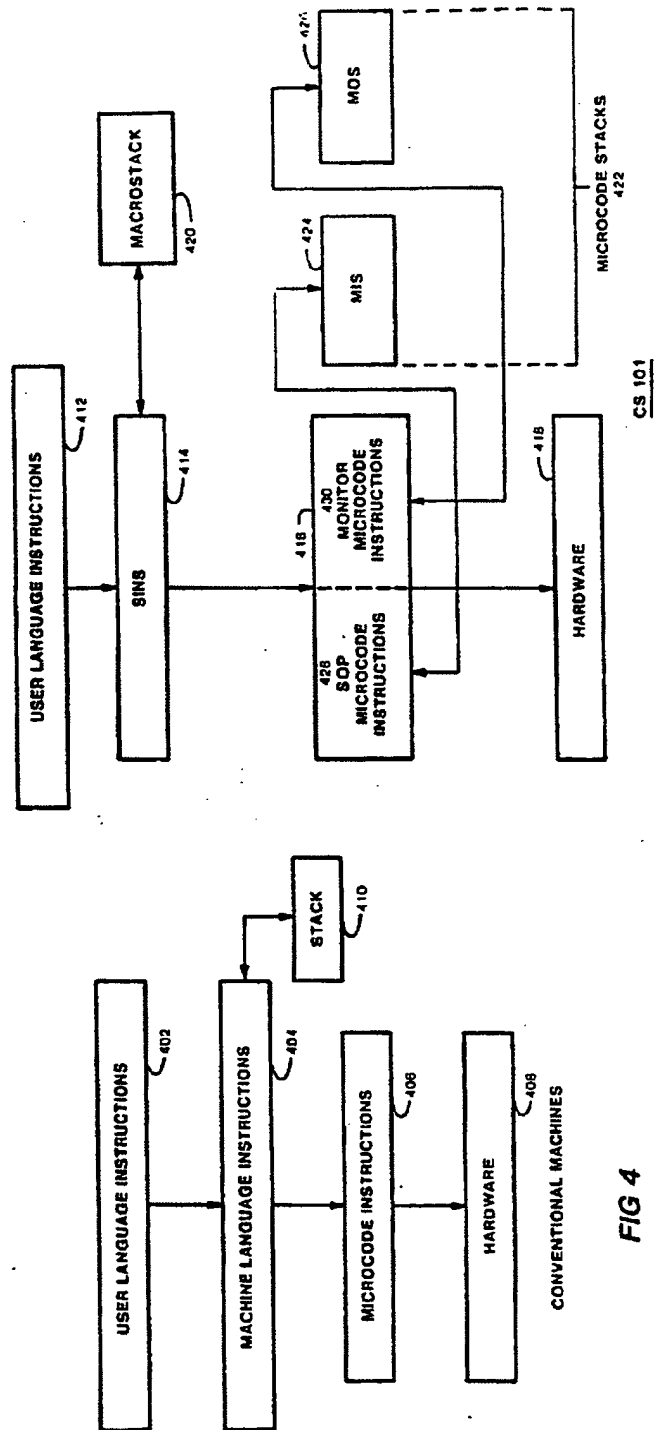 USER LANGUAGE INSTRUCTIONS
402
MACHINE LANGUAGE INSTRUCTIONS
404
STACK
410
MICROCODE INSTRUCTIONS
406
HARDWARE
408
CONVENTIONAL MACHINES
FIG 4
USER LANGUAGE INSTRUCTIONS
412
SINS
414
MACROSTACK
420
428
SOP
MICROCODE
INSTRUCTIONS
416
430
MONITOR
MICROCODE
INSTRUCTIONS
MIS
424
MOS
426
MICROCODE STACKS
422
HARDWARE
418
CS 101